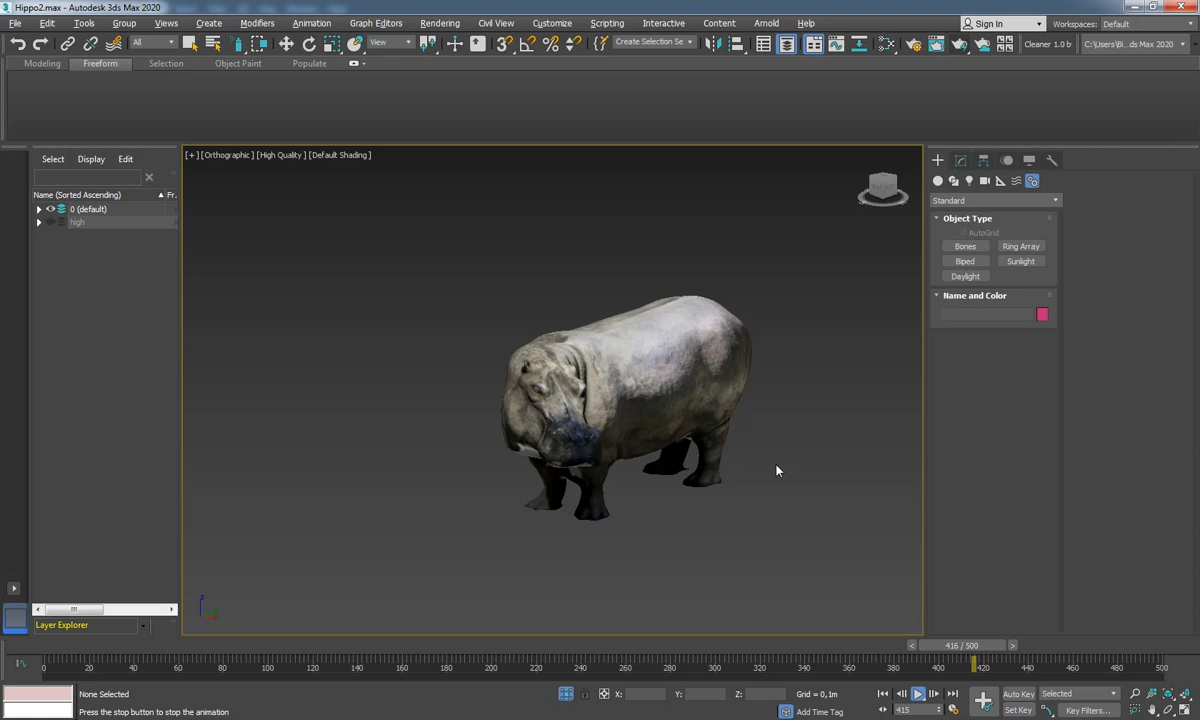 Hippo2.max - Autodesk 3ds Max 2020
File Edit Tools Group Views Create Modifiers Animation Graph Editors Rendering Civil View Customize Scripting Interactive Content Arnold Help Sign In Workspaces: Default
All View Create Selection Se Cleaner 1.0 b C:\Users\Bi...ds Max 2020
Modeling Freeform Selection Object Paint Populate
[+] [Orthographic] [High Quality] [Default Shading]
Select Display Edit
Name (Sorted Ascending) ▲ Fr.
0 (default)
high
Layer Explorer
Standard
Object Type
AutoGrid
Bones Ring Array
Biped Sunlight
Daylight
Name and Color
z
< 416 / 500 >
0 20 40 60 80 100 120 140 160 180 200 220 240 260 280 300 320 340 360 380 400 420 440 460 480 500
None Selected X: Y: Z: Grid = 0,1m Auto Key Selected
Press the stop button to stop the animation Add Time Tag 415 Set Key Key Filters...